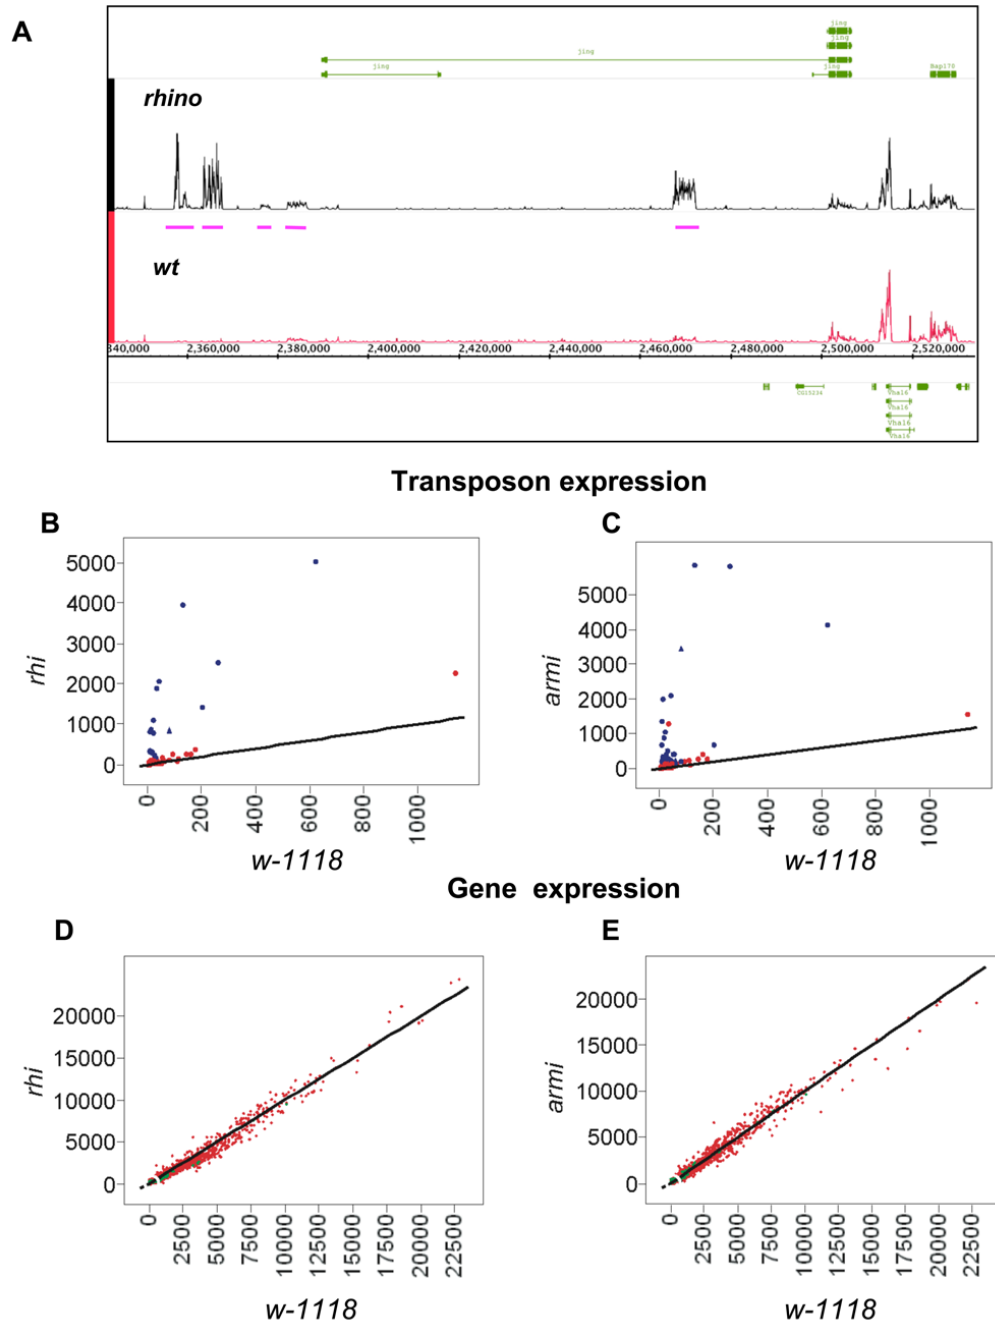 A
jing
jing
jing
jing
jing
Nap170
rhino
wt
340,000 2,360,000 2,380,000 2,400,000 2,420,000 2,440,000 2,460,000 2,480,000 2,500,000 2,520,000
CG15234
Vha16
Vha16
Vha16
Vha16
Transposon expression
B
5000
4000
3000
2000
1000
0
rhi
0 200 400 600 800 1000
w-1118
C
5000
4000
3000
2000
1000
0
armi
0 200 400 600 800 1000
w-1118
Gene expression
D
20000
15000
10000
5000
0
rhi
0 2500 5000 7500 10000 12500 15000 17500 20000 22500
w-1118
E
20000
15000
10000
5000
0
armi
0 2500 5000 7500 10000 12500 15000 17500 20000 22500
w-1118